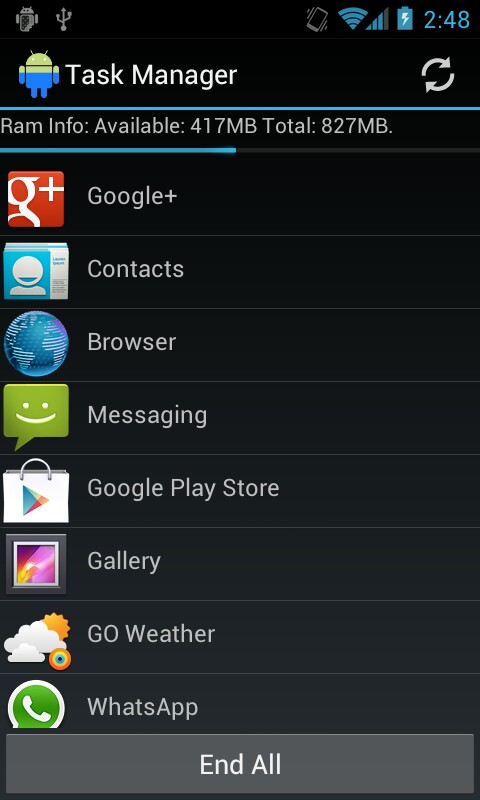 2:48
Task Manager
Ram Info: Available: 417MB Total: 827MB.
g+
Google+
Contacts
Browser
Messaging
Google Play Store
Gallery
GO Weather
WhatsApp
End All